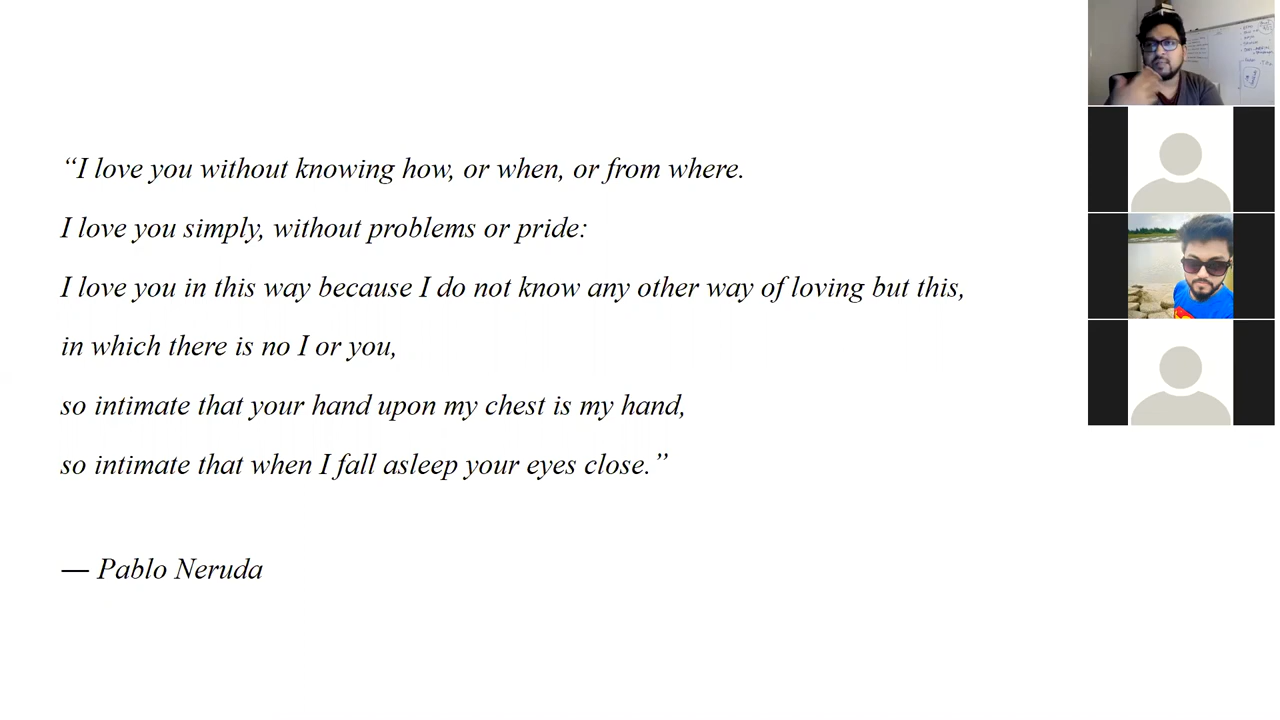 “I love you without knowing how, or when, or from where.
I love you simply, without problems or pride:
I love you in this way because I do not know any other way of loving but this,
in which there is no I or you,
so intimate that your hand upon my chest is my hand,
so intimate that when I fall asleep your eyes close.”
— Pablo Neruda